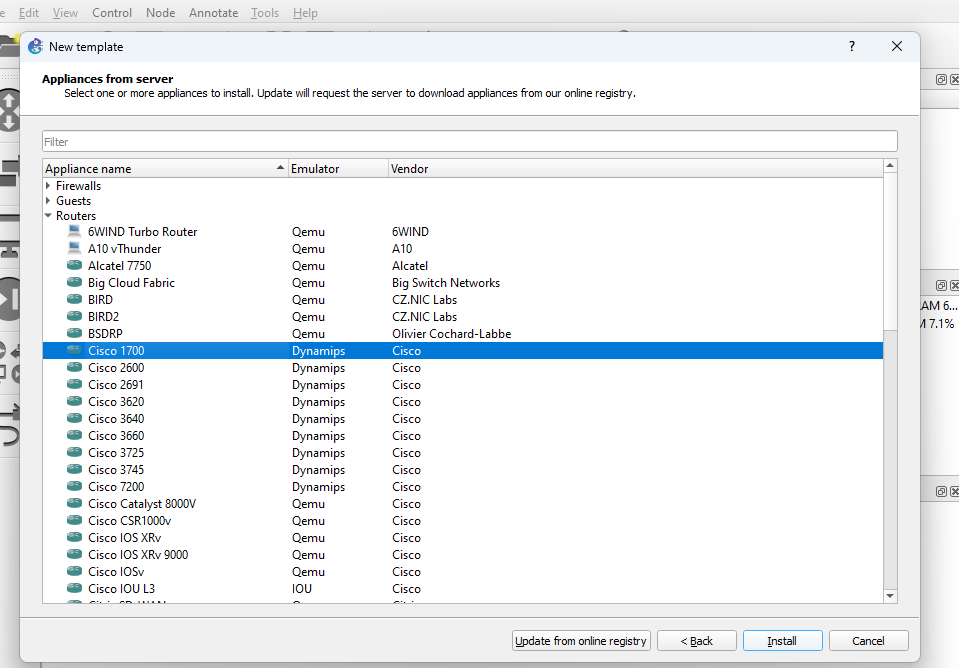 e Edit View Control Node Annotate Tools Help
New template ?
Appliances from server
Select one or more appliances to install. Update will request the server to download appliances from our online registry.
Filter
Appliance name Emulator Vendor
Firewalls
Guests
Routers
6WIND Turbo Router Qemu 6WIND
A10 vThunder Qemu A10
Alcatel 7750 Qemu Alcatel
Big Cloud Fabric Qemu Big Switch Networks
BIRD Qemu CZ.NIC Labs
BIRD2 Qemu CZ.NIC Labs
BSDRP Qemu Olivier Cochard-Labbe
Cisco 1700 Dynamips Cisco
Cisco 2600 Dynamips Cisco
Cisco 2691 Dynamips Cisco
Cisco 3620 Dynamips Cisco
Cisco 3640 Dynamips Cisco
Cisco 3660 Dynamips Cisco
Cisco 3725 Dynamips Cisco
Cisco 3745 Dynamips Cisco
Cisco 7200 Dynamips Cisco
Cisco Catalyst 8000V Qemu Cisco
Cisco CSR1000v Qemu Cisco
Cisco IOS XRv Qemu Cisco
Cisco IOS XRv 9000 Qemu Cisco
Cisco IOSv Qemu Cisco
Cisco IOU L3 IOU Cisco
Update from online registry < Back Install Cancel
AM 6...
M 7.1%